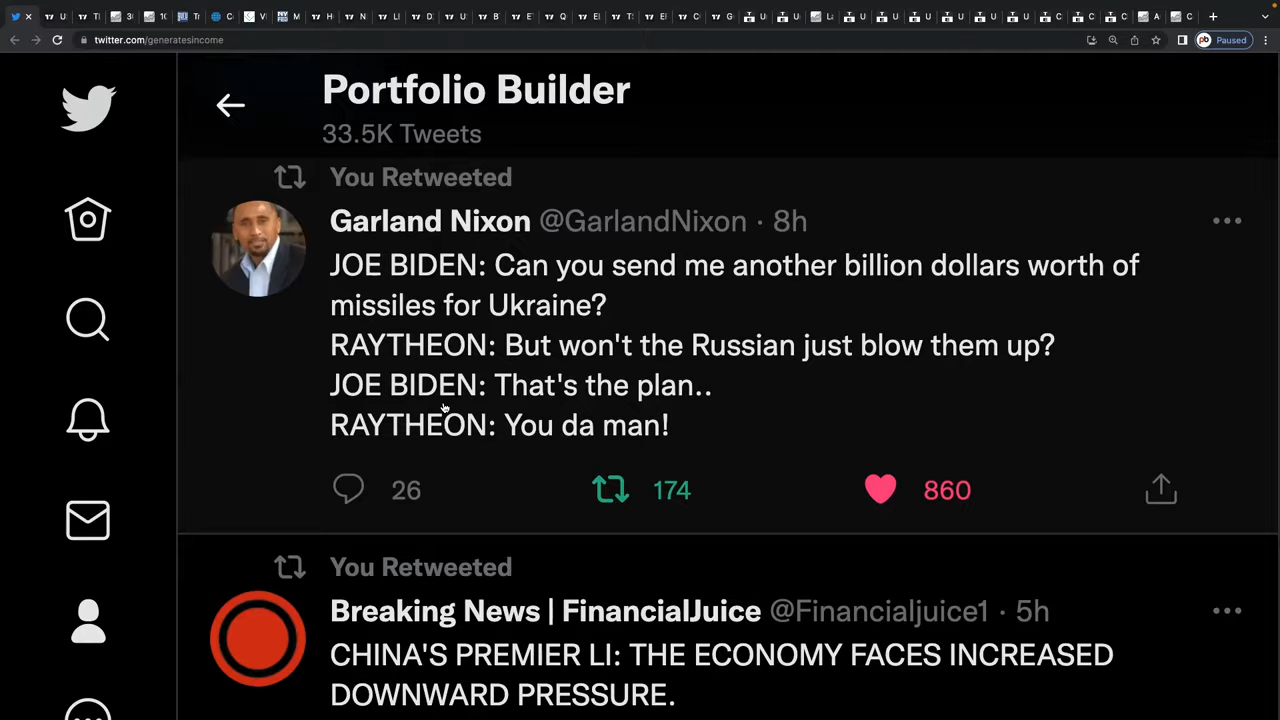 twitter.com/generatesincome
Paused
Portfolio Builder
33.5K Tweets
You Retweeted
Garland Nixon @GarlandNixon · 8h
JOE BIDEN: Can you send me another billion dollars worth of
missiles for Ukraine?
RAYTHEON: But won't the Russian just blow them up?
JOE BIDEN: That's the plan..
RAYTHEON: You da man!
26 174 860
You Retweeted
Breaking News | FinancialJuice @Financialjuice1 · 5h
CHINA'S PREMIER LI: THE ECONOMY FACES INCREASED
DOWNWARD PRESSURE.